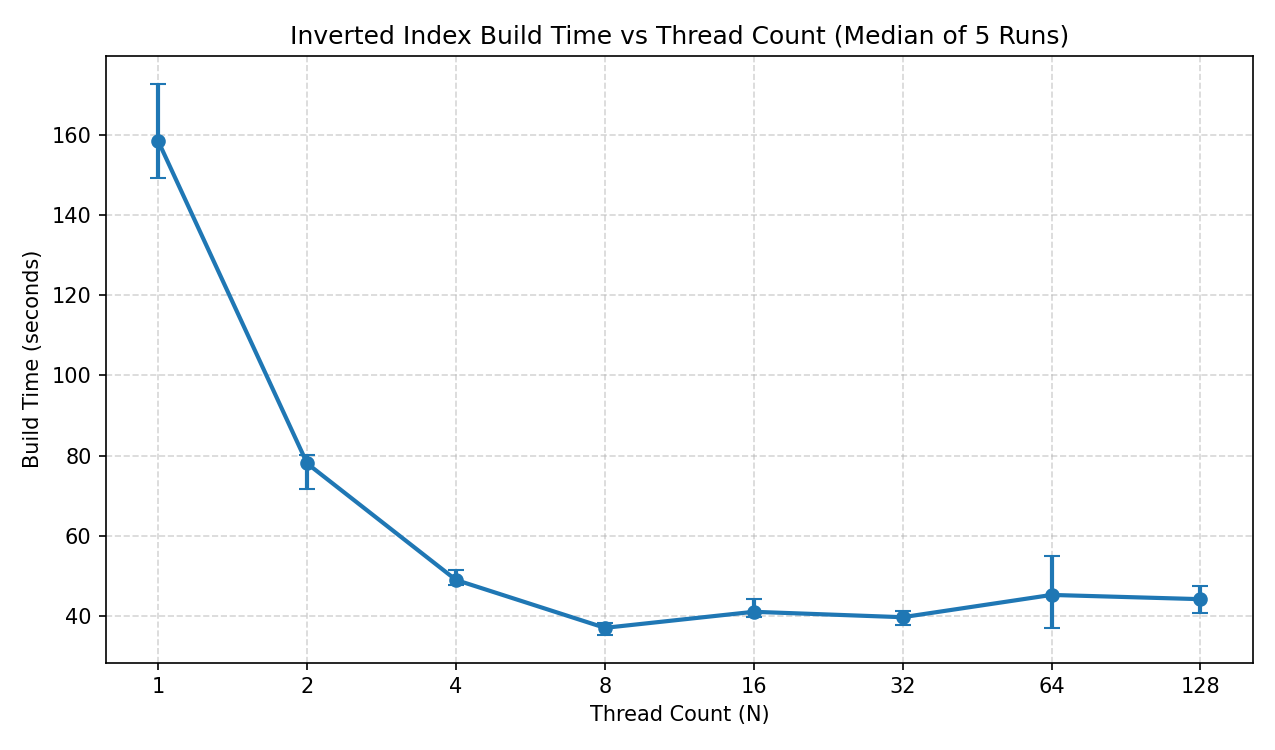 Inverted Index Build Time vs Thread Count (Median of 5 Runs)
Build Time (seconds)
160
140
120
100
80
60
40
1 2 4 8 16 32 64 128
Thread Count (N)